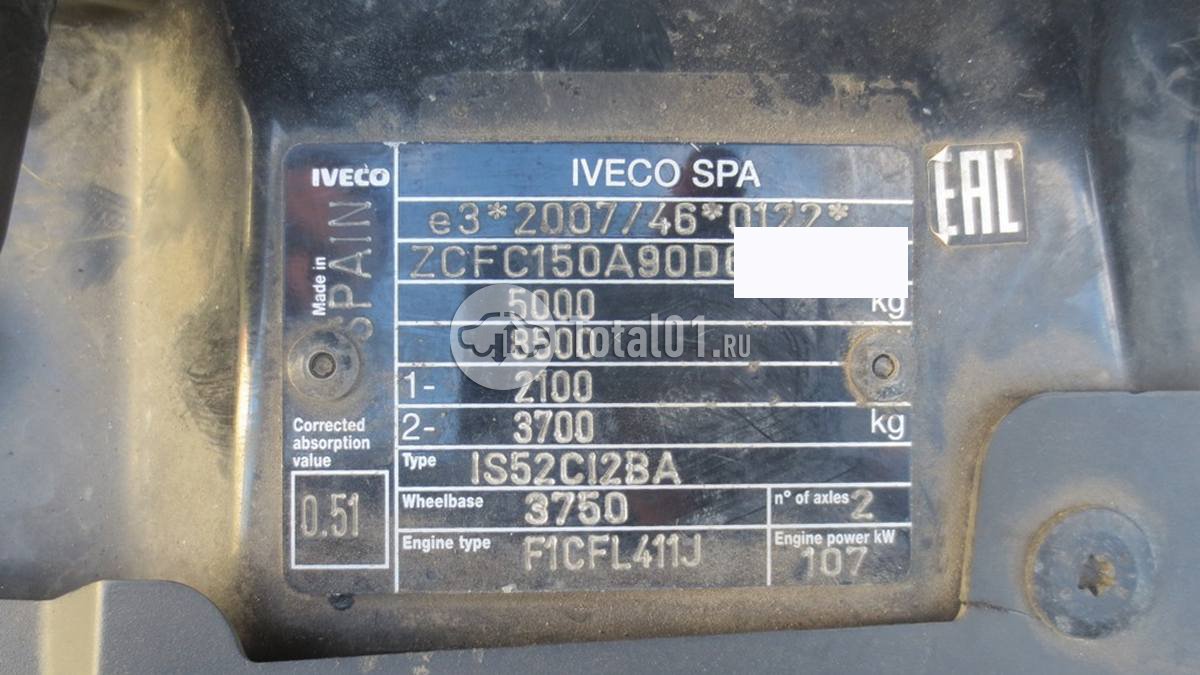 IVECO
IVECO SPA
EAC
e3*2007/46*0122*
ZCFC150A90D6
Made in
SPAIN
5000 kg
8500
total01.RU
1- 2100
2- 3700 kg
Corrected
absorption
value
0.51
Type IS52CI2BA
Wheelbase 3750 n° of axles 2
Engine type F1CFL411J Engine power kW
107